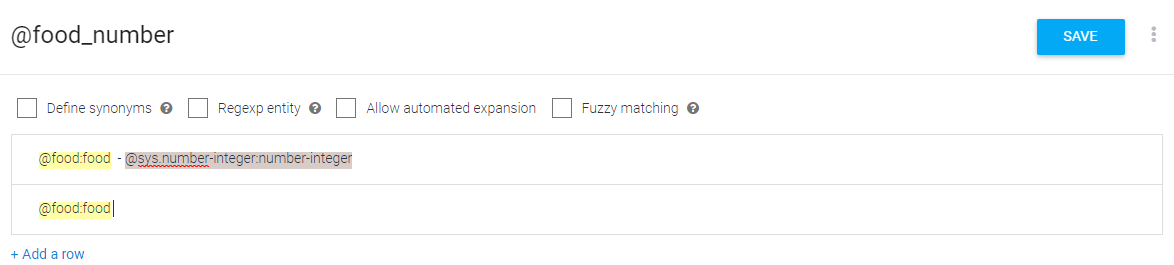 @food_number
SAVE
Define synonyms ? Regexp entity ? Allow automated expansion Fuzzy matching ?
@food:food - @sys.number-integer:number-integer
@food:food
+ Add a row